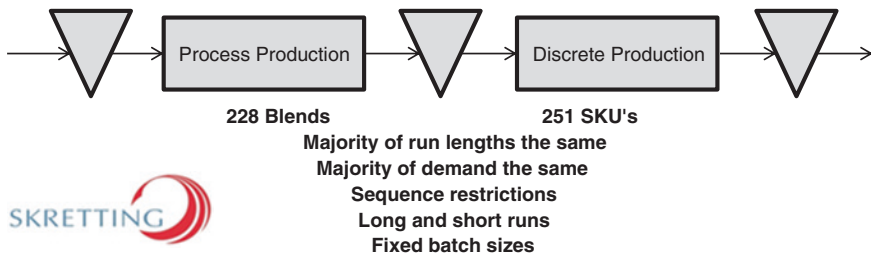 Process Production
Discrete Production
228 Blends
251 SKU's
Majority of run lengths the same
Majority of demand the same
Sequence restrictions
Long and short runs
Fixed batch sizes
SKRETTING